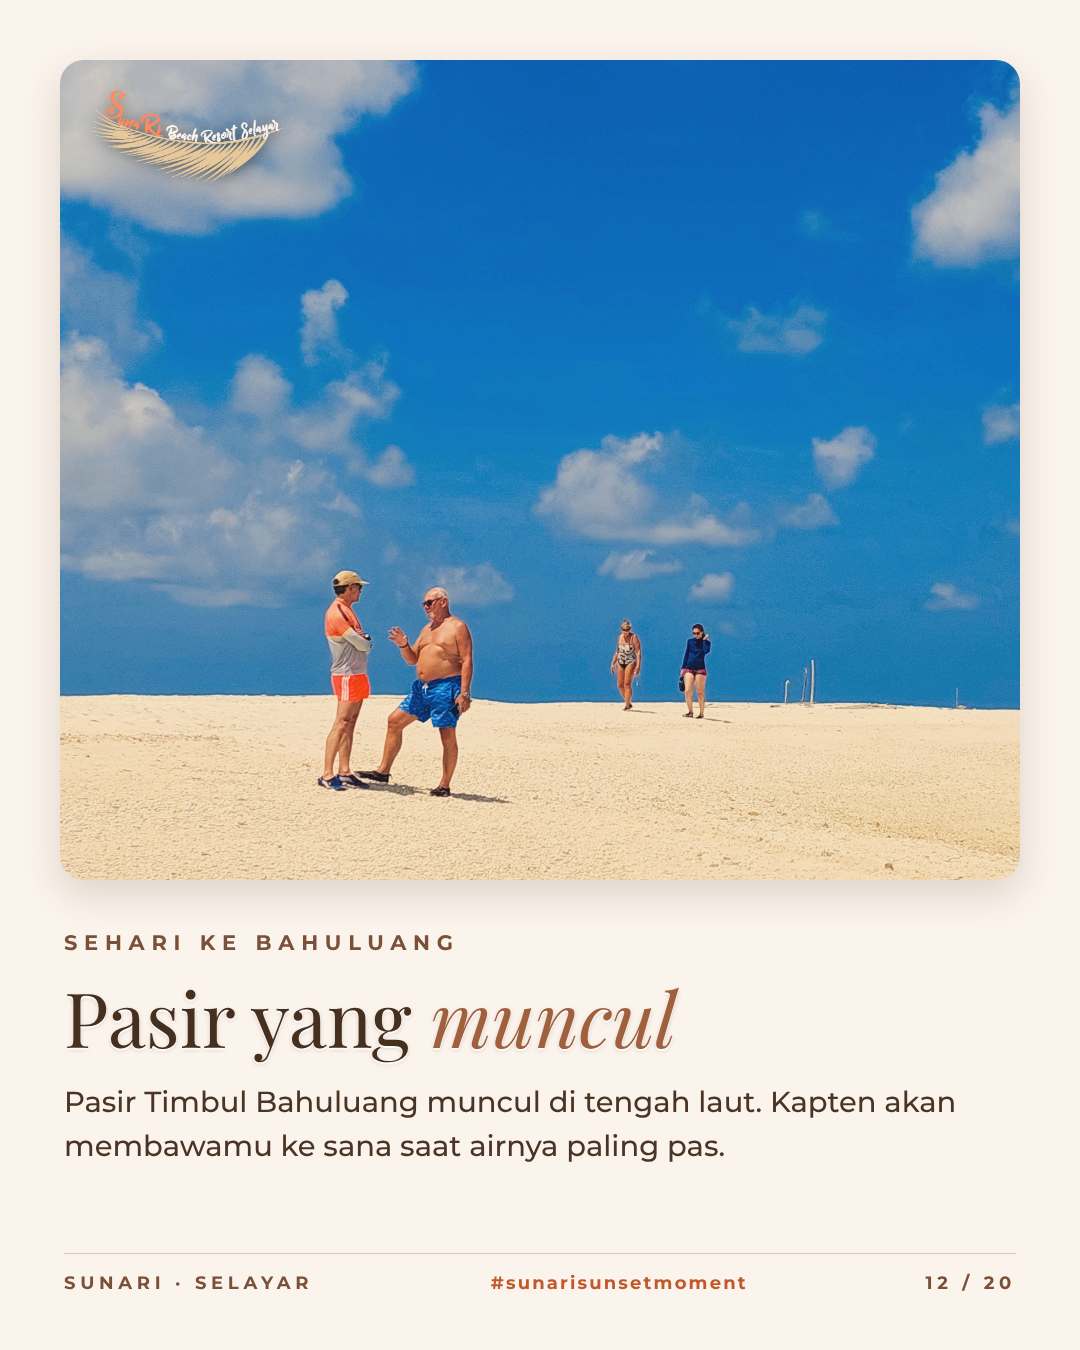 SunaRi Beach Resort Selayar
SEHARI KE BAHULUANG
Pasir yang muncul
Pasir Timbul Bahuluang muncul di tengah laut. Kapten akan
membawamu ke sana saat airnya paling pas.
SUNARI · SELAYAR
#sunarisunsetmoment
12 / 20